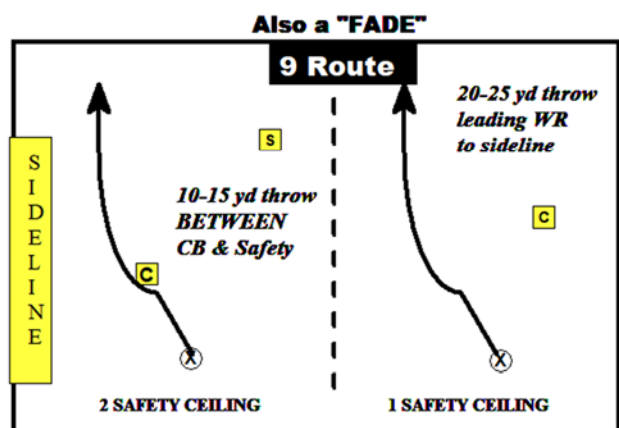 Also a "FADE"
9 Route
20-25 yd throw
leading WR
to sideline
S
10-15 yd throw
BETWEEN
CB & Safety
C
C
SIDELINE
X
X
2 SAFETY CEILING
1 SAFETY CEILING